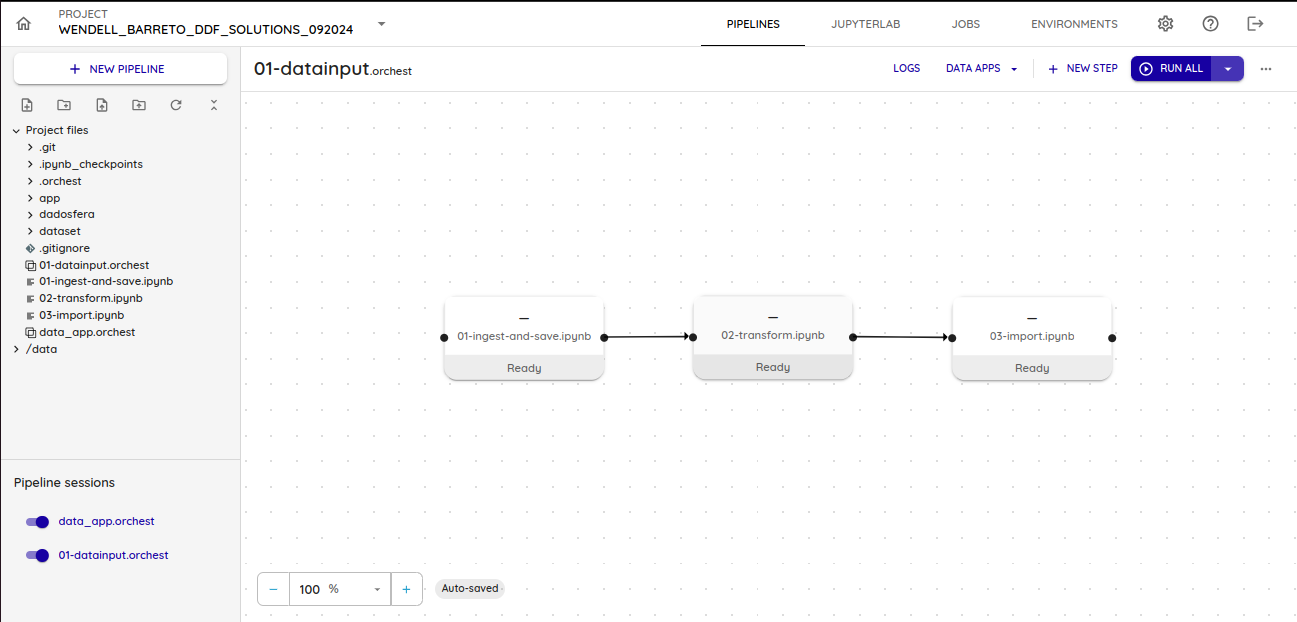 PROJECT
WENDELL_BARRETO_DDF_SOLUTIONS_092024
PIPELINES
JUPYTERLAB
JOBS
ENVIRONMENTS
NEW PIPELINE
01-datainput.orchest
LOGS
DATA APPS
NEW STEP
RUN ALL
Project files
.git
.ipynb_checkpoints
.orchest
app
dadosfera
dataset
.gitignore
01-datainput.orchest
01-ingest-and-save.ipynb
02-transform.ipynb
03-import.ipynb
data_app.orchest
/data
01-ingest-and-save.ipynb
Ready
02-transform.ipynb
Ready
03-import.ipynb
Ready
Pipeline sessions
data_app.orchest
01-datainput.orchest
100 %
Auto-saved